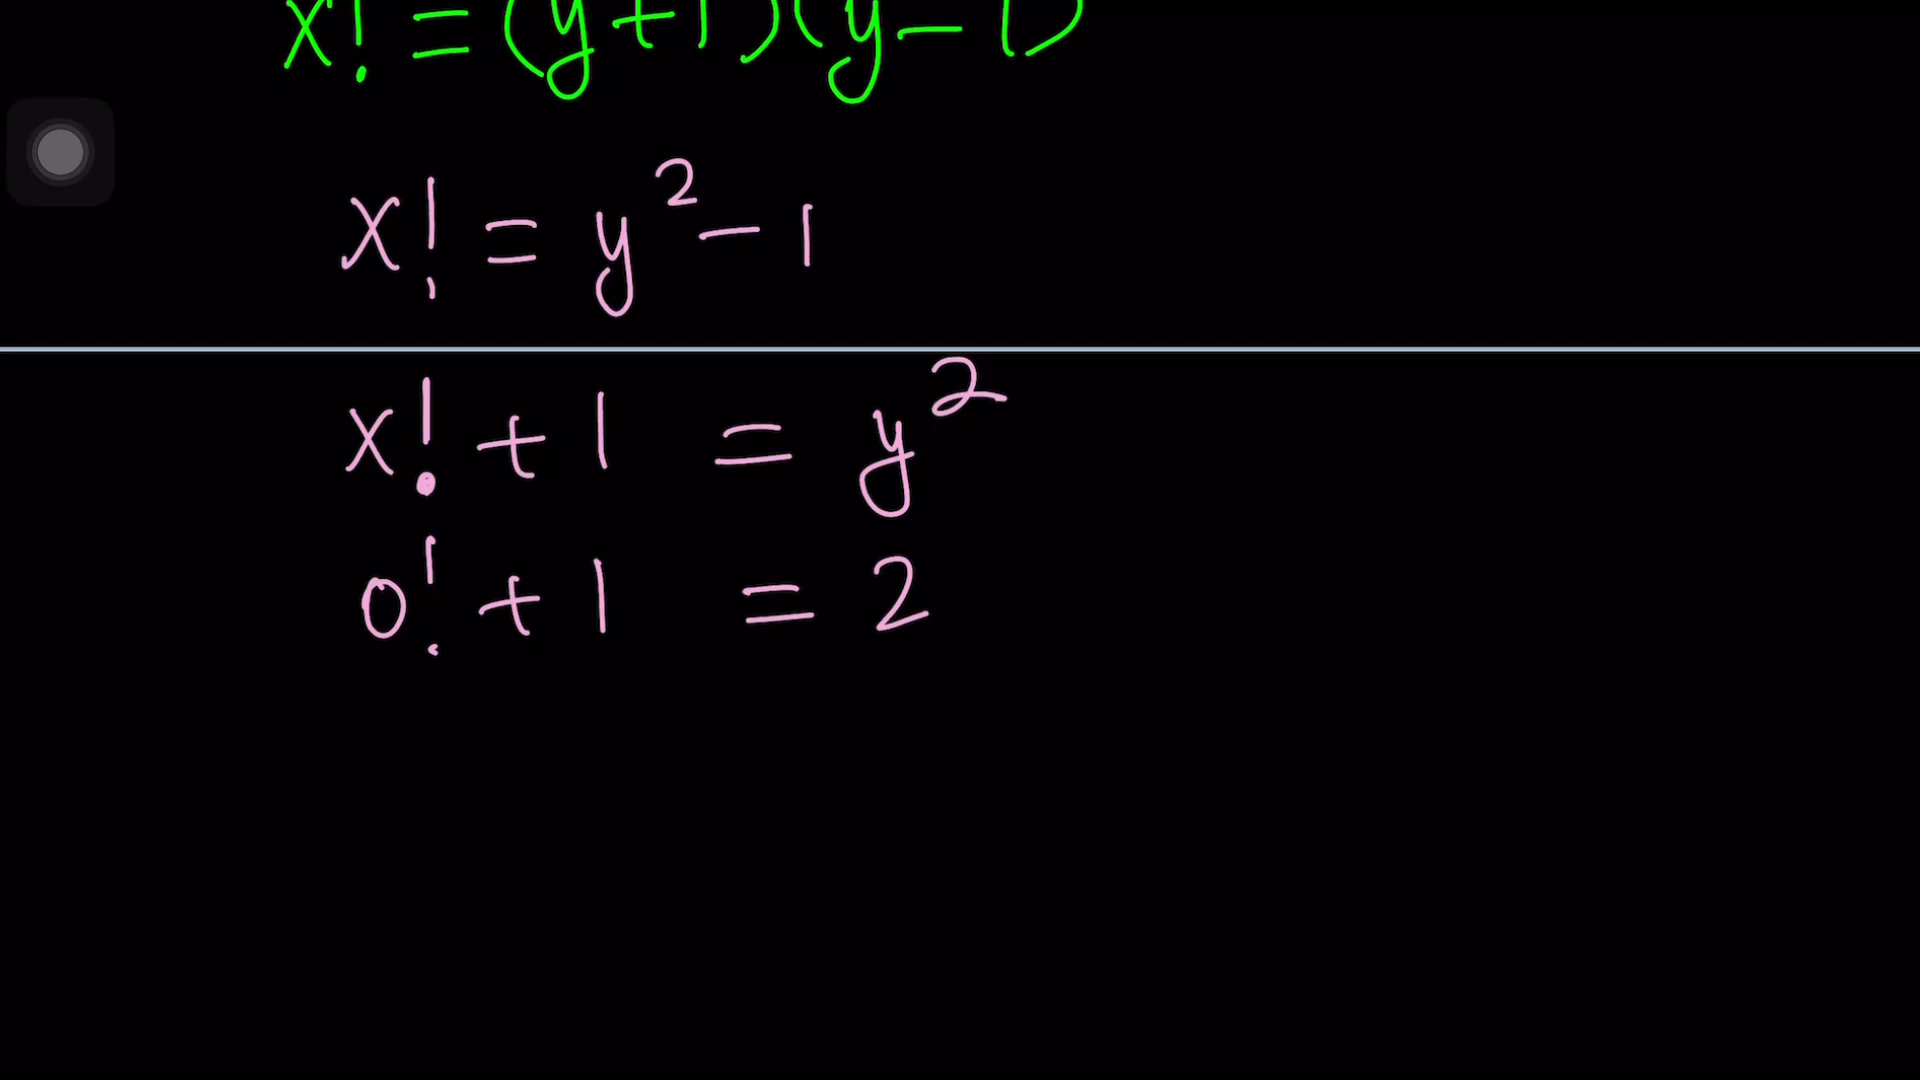 x! = (y+1)(y-1)
x! = y² - 1
x! + 1 = y²
0! + 1 = 2